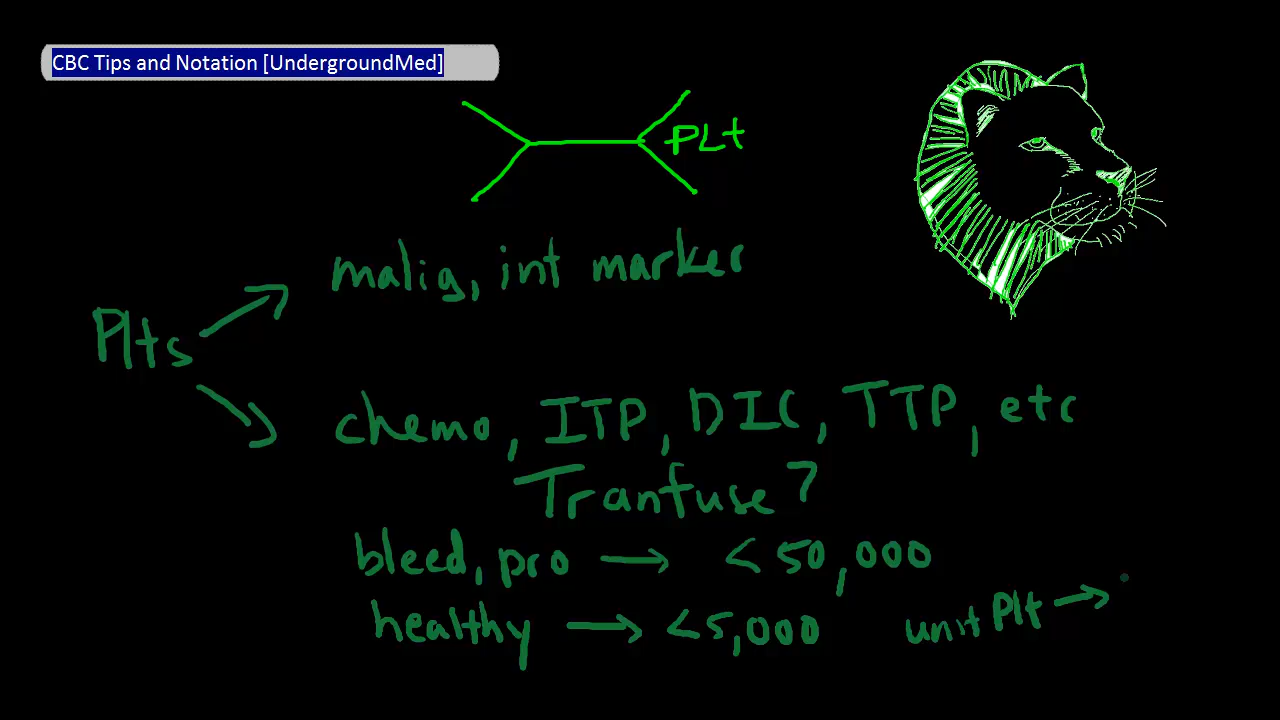 CBC Tips and Notation [UndergroundMed]
PLt
malig, int marker
Plts
chemo, ITP, DIC, TTP, etc
Tranfuse?
bleed, pro → < 50,000
healthy → < 5,000
unit Plt →